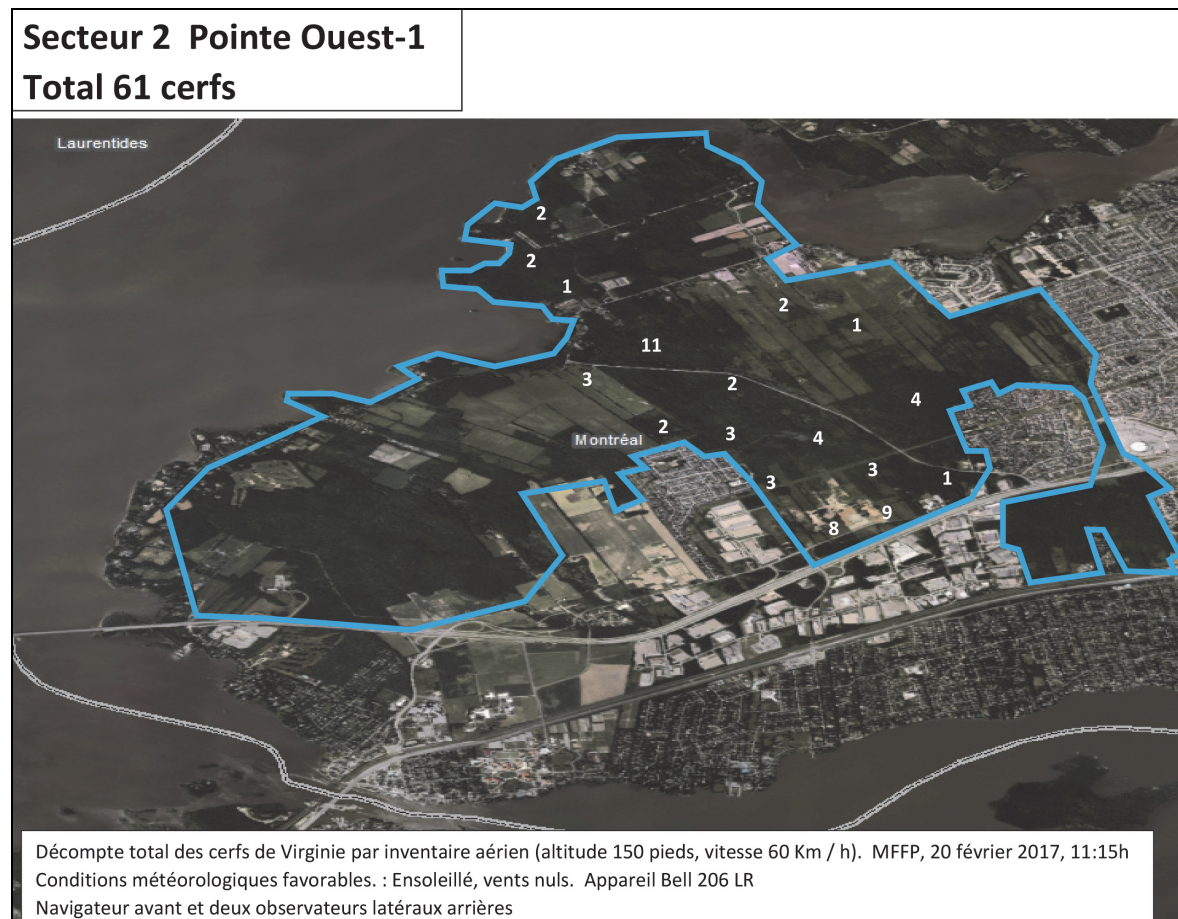 Secteur 2 Pointe Ouest-1
Total 61 cerfs
Laurentides
2
2
1
2
1
11
3
2
4
2
3
4
Montréal
3
3
1
9
8
Décompte total des cerfs de Virginie par inventaire aérien (altitude 150 pieds, vitesse 60 Km / h). MFFP, 20 février 2017, 11:15h
Conditions météorologiques favorables. : Ensoleillé, vents nuls. Appareil Bell 206 LR
Navigateur avant et deux observateurs latéraux arrières